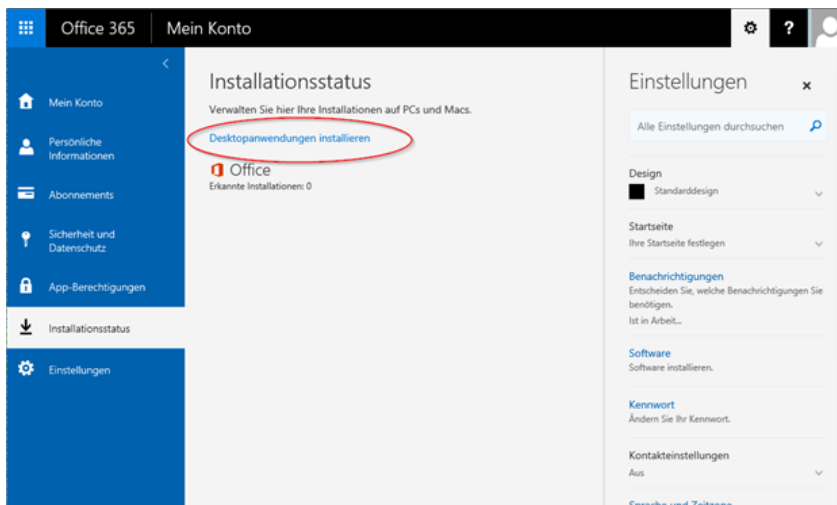 Office 365 Mein Konto
?
Mein Konto
Persönliche
Informationen
Abonnements
Sicherheit und
Datenschutz
App-Berechtigungen
Installationsstatus
Einstellungen
Installationsstatus
Verwalten Sie hier Ihre Installationen auf PCs und Macs.
Desktopanwendungen installieren
Office
Erkannte Installationen: 0
Einstellungen
Alle Einstellungen durchsuchen
Design
Standarddesign
Startseite
Ihre Startseite festlegen
Benachrichtigungen
Entscheiden Sie, welche Benachrichtigungen Sie
benötigen.
Ist in Arbeit...
Software
Software installieren.
Kennwort
Ändern Sie Ihr Kennwort.
Kontakteinstellungen
Aus
Sprache und Zeitzone